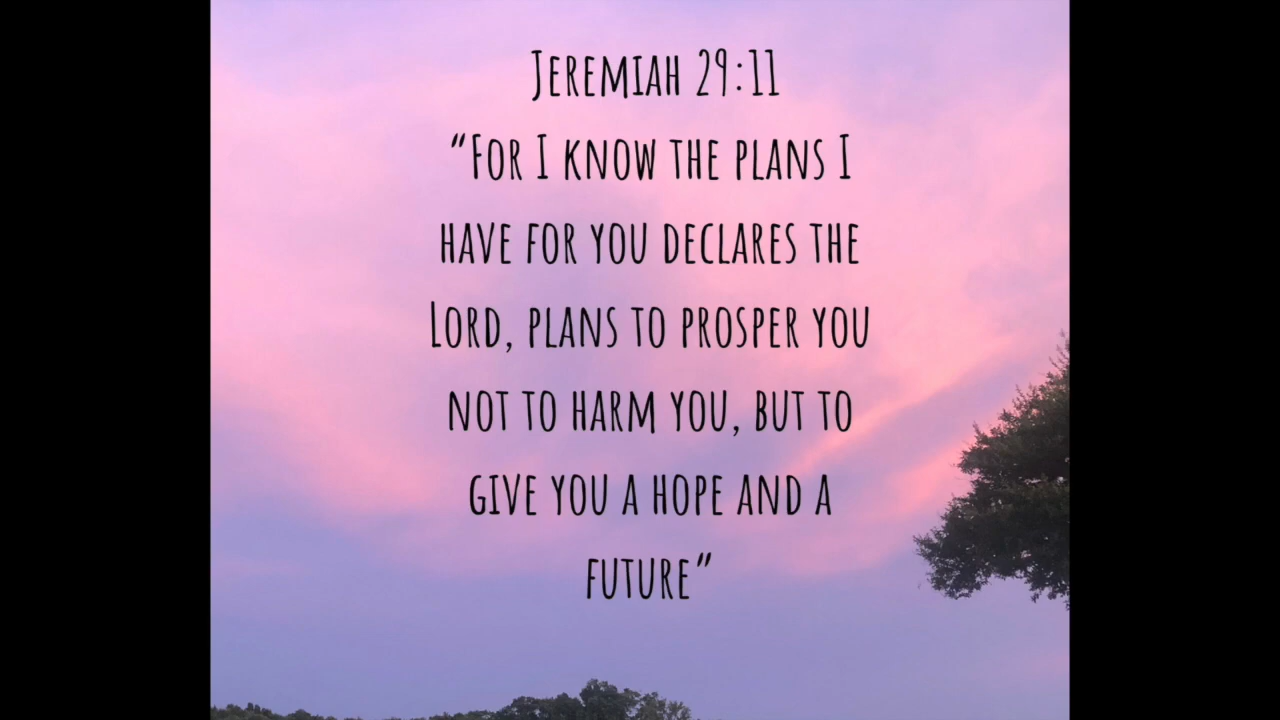 Jeremiah 29:11
“For I know the plans I
have for you declares the
Lord, plans to prosper you
not to harm you, but to
give you a hope and a
future”